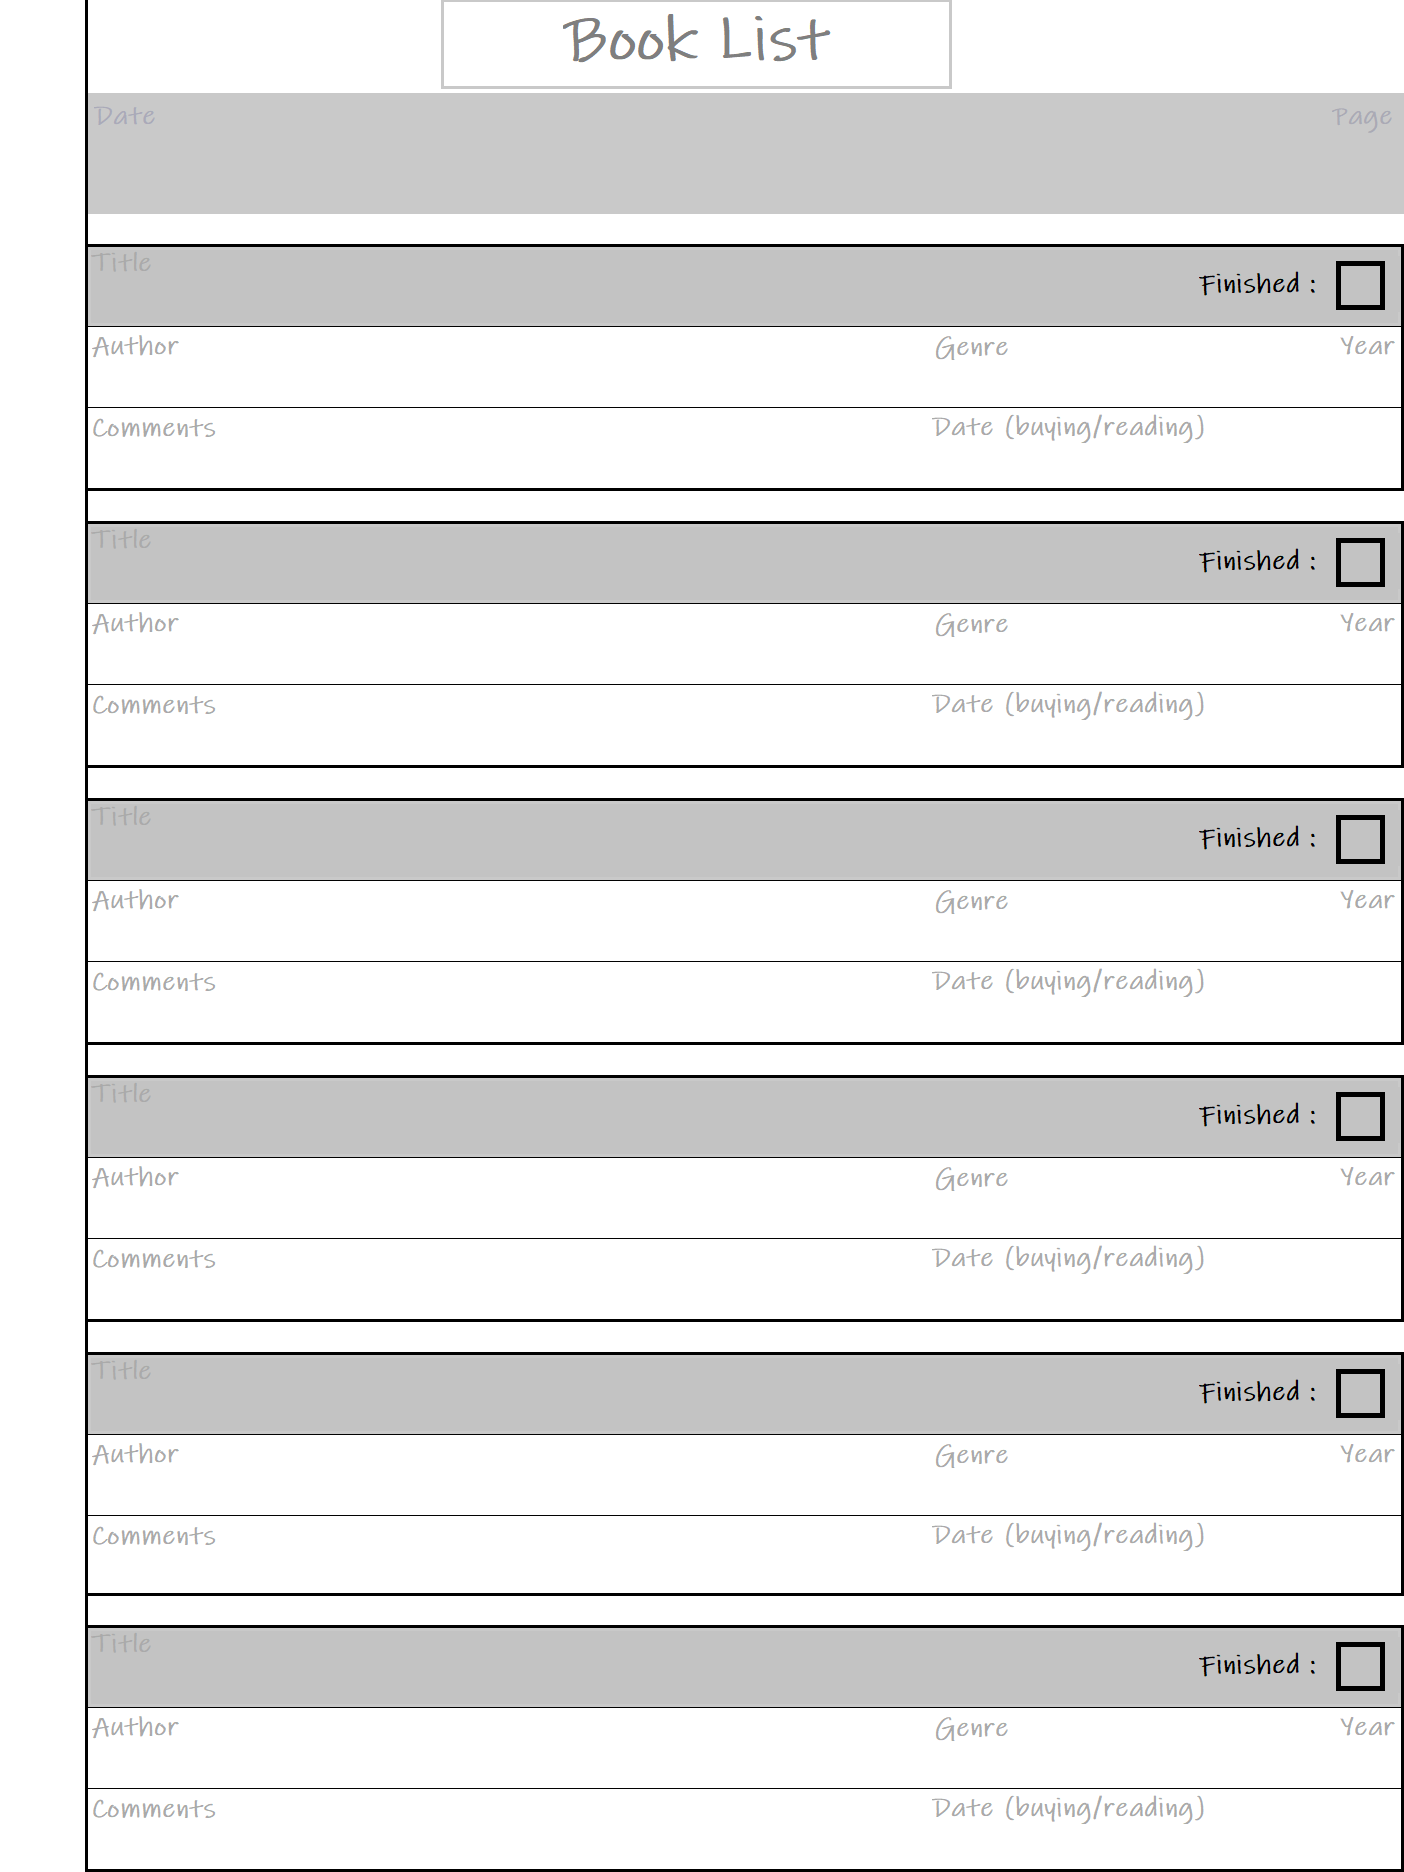 Book List
Date Page
Title Finished :
Author Genre Year
Comments Date (buying/reading)
Title Finished :
Author Genre Year
Comments Date (buying/reading)
Title Finished :
Author Genre Year
Comments Date (buying/reading)
Title Finished :
Author Genre Year
Comments Date (buying/reading)
Title Finished :
Author Genre Year
Comments Date (buying/reading)
Title Finished :
Author Genre Year
Comments Date (buying/reading)